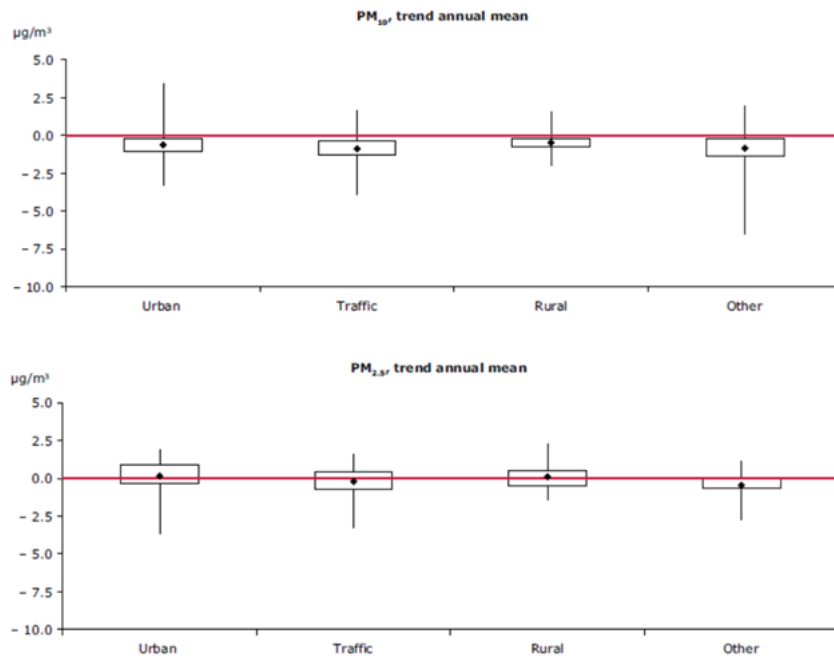 PM₁₀, trend annual mean
µg/m³
5.0
2.5
0.0
– 2.5
– 5.0
– 7.5
– 10.0
Urban Traffic Rural Other
PM₂.₅, trend annual mean
µg/m³
5.0
2.5
0.0
– 2.5
– 5.0
– 7.5
– 10.0
Urban Traffic Rural Other